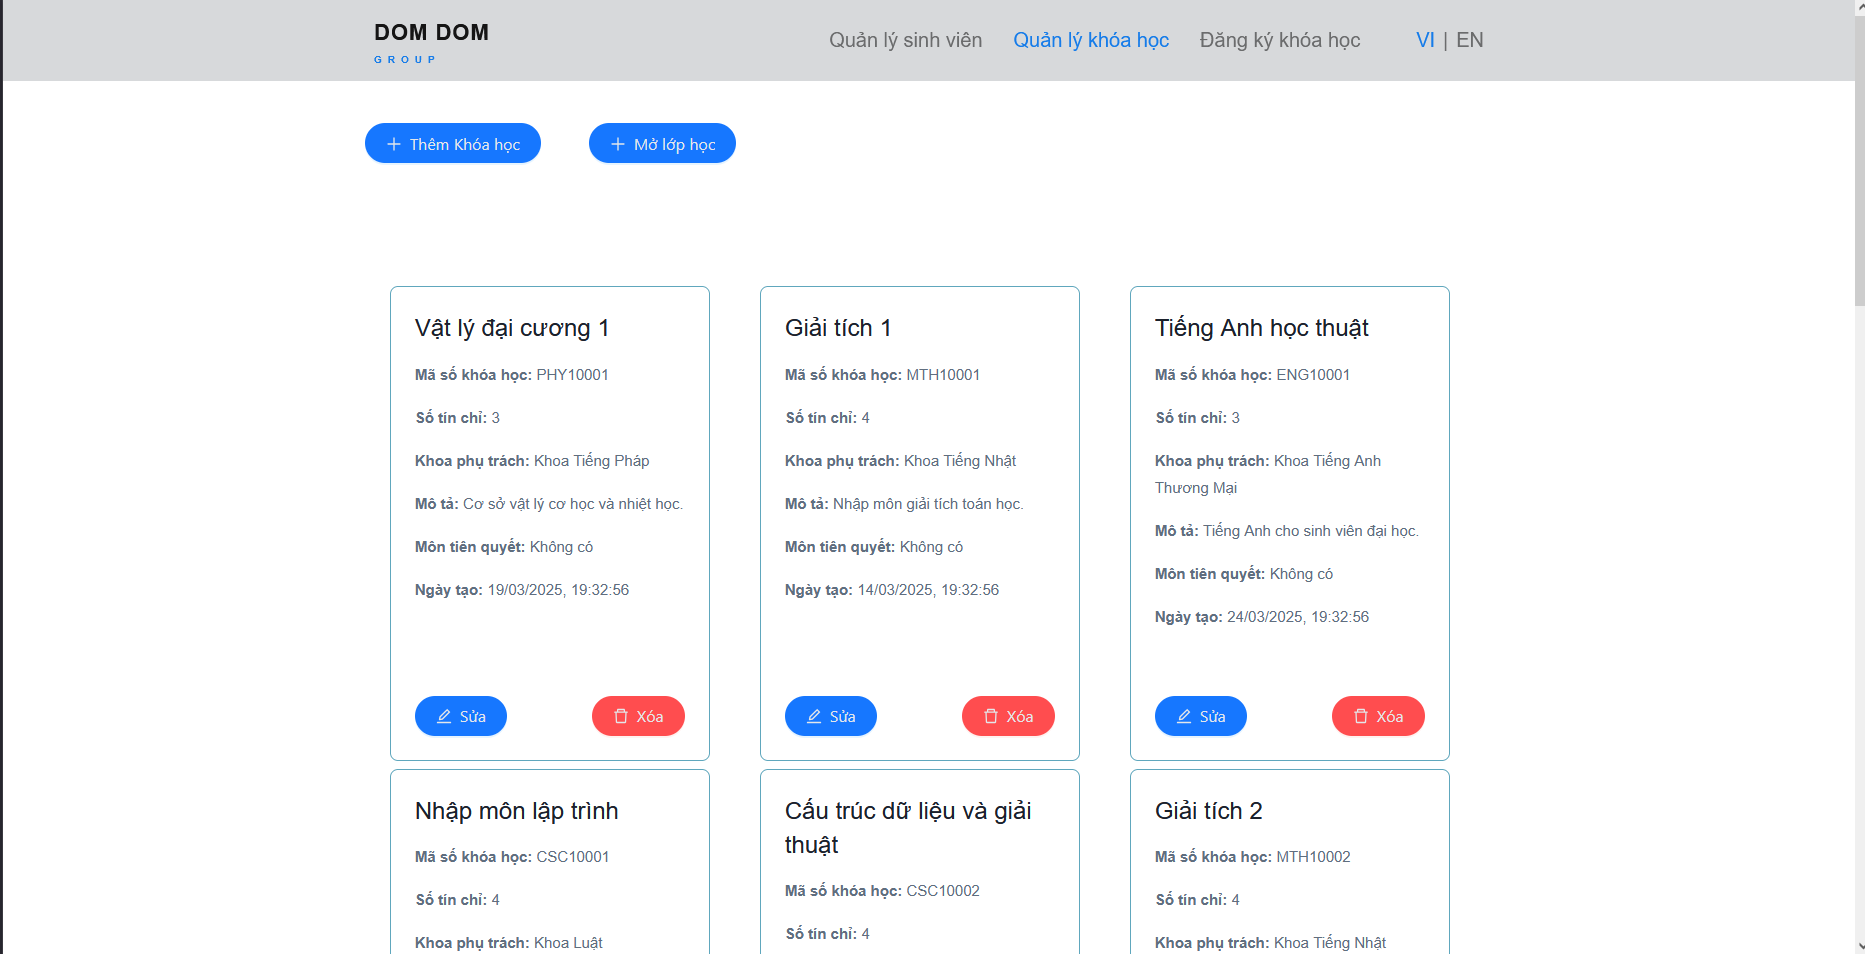 DOM DOM
GROUP
Quản lý sinh viên
Quản lý khóa học
Đăng ký khóa học
VI | EN
Thêm Khóa học
Mở lớp học
Vật lý đại cương 1
Mã số khóa học: PHY10001
Số tín chỉ: 3
Khoa phụ trách: Khoa Tiếng Pháp
Mô tả: Cơ sở vật lý cơ học và nhiệt học.
Môn tiên quyết: Không có
Ngày tạo: 19/03/2025, 19:32:56
Sửa
Xóa
Giải tích 1
Mã số khóa học: MTH10001
Số tín chỉ: 4
Khoa phụ trách: Khoa Tiếng Nhật
Mô tả: Nhập môn giải tích toán học.
Môn tiên quyết: Không có
Ngày tạo: 14/03/2025, 19:32:56
Sửa
Xóa
Tiếng Anh học thuật
Mã số khóa học: ENG10001
Số tín chỉ: 3
Khoa phụ trách: Khoa Tiếng Anh
Thương Mại
Mô tả: Tiếng Anh cho sinh viên đại học.
Môn tiên quyết: Không có
Ngày tạo: 24/03/2025, 19:32:56
Sửa
Xóa
Nhập môn lập trình
Mã số khóa học: CSC10001
Số tín chỉ: 4
Khoa phụ trách: Khoa Luật
Cấu trúc dữ liệu và giải
thuật
Mã số khóa học: CSC10002
Số tín chỉ: 4
Giải tích 2
Mã số khóa học: MTH10002
Số tín chỉ: 4
Khoa phụ trách: Khoa Tiếng Nhật